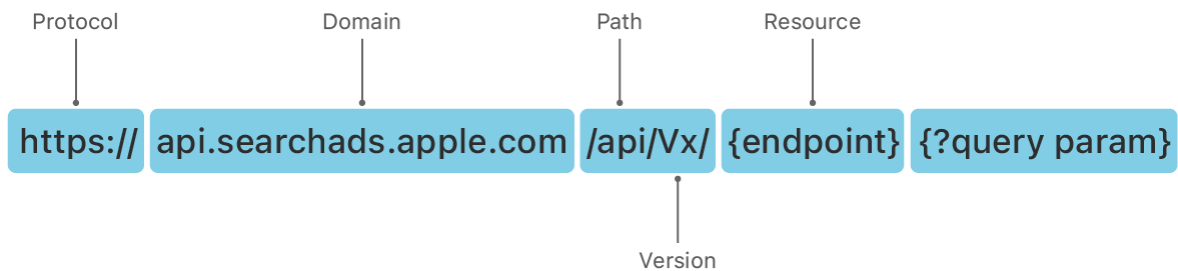 Protocol Domain Path Resource
https:// api.searchads.apple.com /api/Vx/ {endpoint} {?query param}
Version